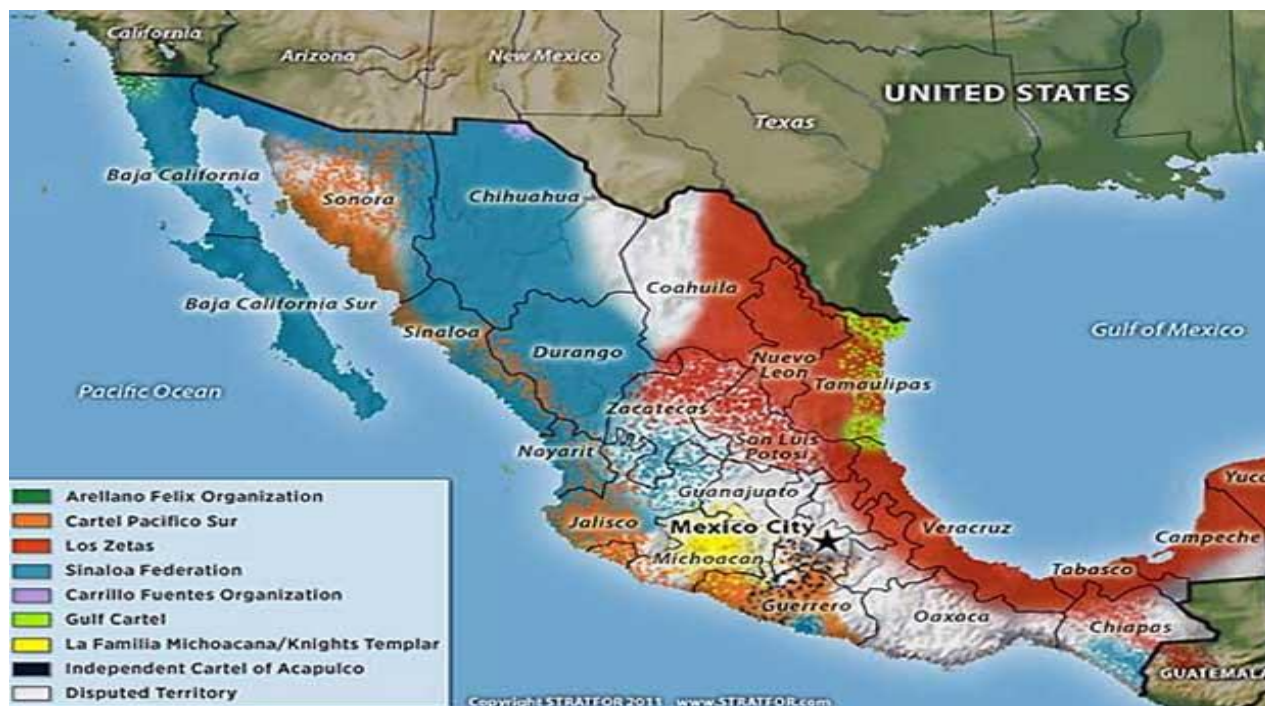 California
Arizona
New Mexico
UNITED STATES
Texas
Baja California
Sonora
Chihuahua
Coahuila
Baja California Sur
Sinaloa
Durango
Gulf of Mexico
Nuevo
Leon
Tamaulipas
Pacific Ocean
Zacatecas
San Luis
Potosi
Nayarit
Yuc
Guanajuato
Jalisco
Mexico City
Veracruz
Campeche
Michoacan
Tabasco
Guerrero
Oaxaca
Chiapas
GUATEMALA
Arellano Felix Organization
Cartel Pacifico Sur
Los Zetas
Sinaloa Federation
Carrillo Fuentes Organization
Gulf Cartel
La Familia Michoacana/Knights Templar
Independent Cartel of Acapulco
Disputed Territory
Copyright STRATFOR 2011 www.STRATFOR.com